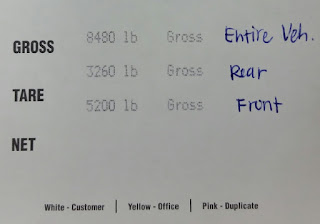 8480 lb Gross Entire Veh.
GROSS
3260 lb Gross Rear
TARE
5200 lb Gross Front
NET
White - Customer | Yellow - Office | Pink - Duplicate